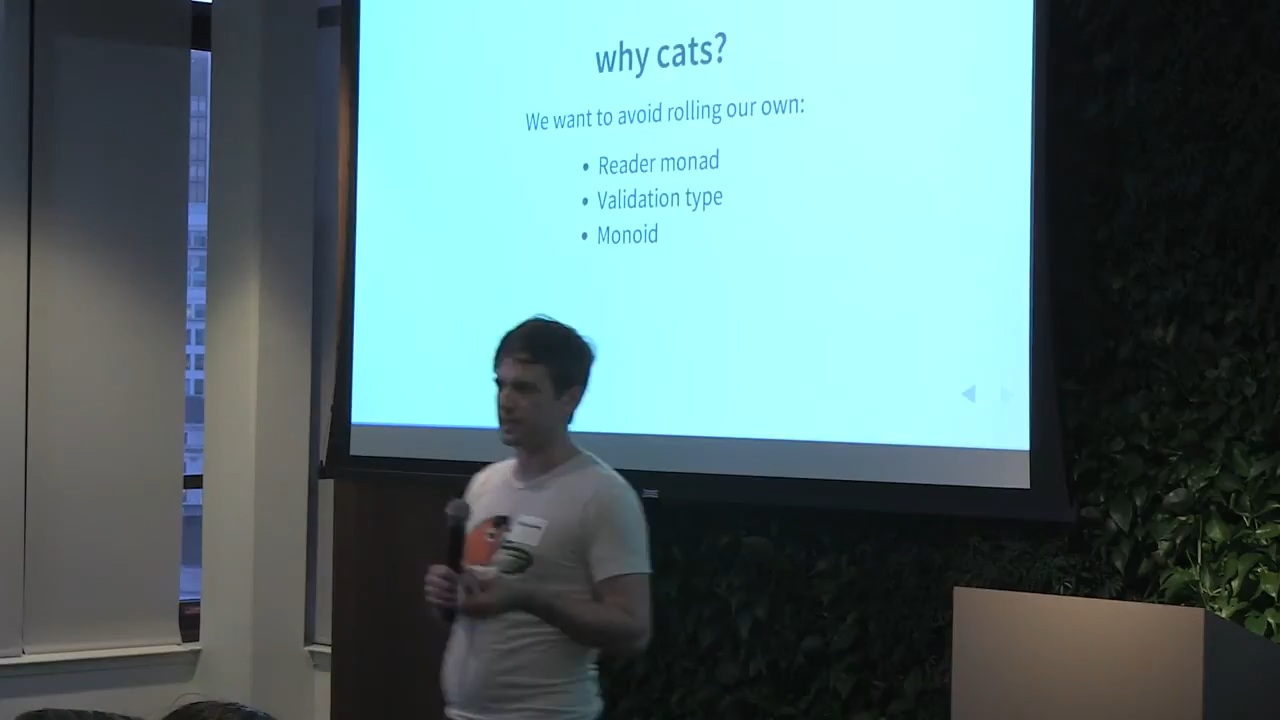 why cats?
We want to avoid rolling our own:
• Reader monad
• Validation type
• Monoid